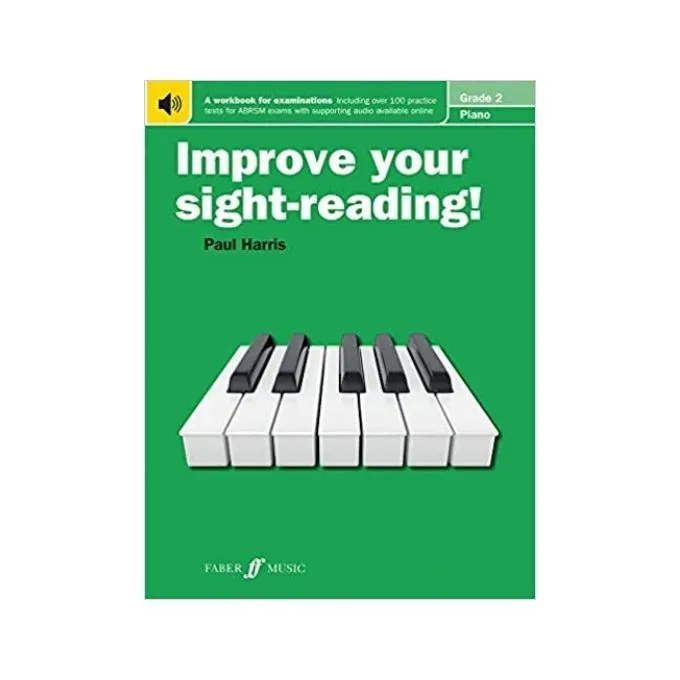 A workbook for examinations Including over 100 practice
tests for ABRSM exams with supporting audio available online
Grade 2
Piano
Improve your
sight-reading!
Paul Harris
FABER ff MUSIC